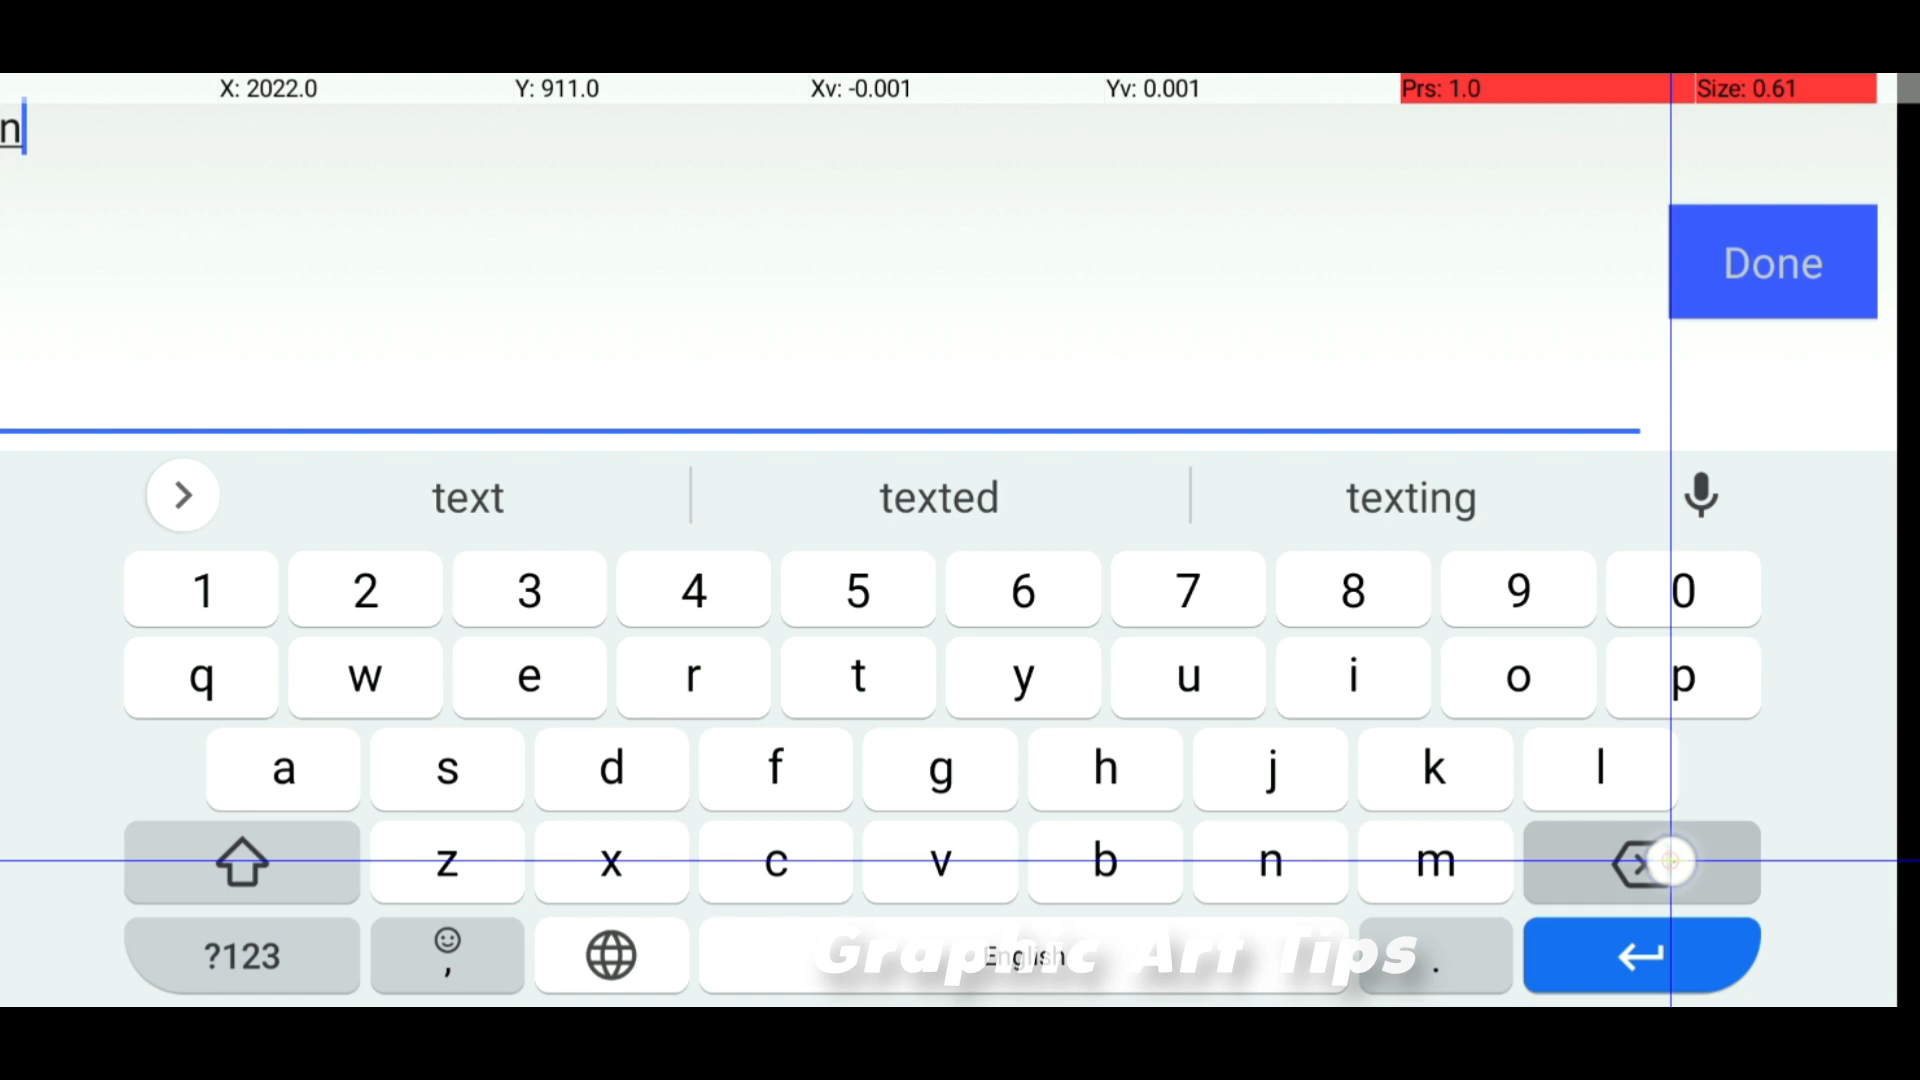 X: 2022.0 Y: 911.0 Xv: -0.001 Yv: 0.001 Prs: 1.0 Size: 0.61
n
Done
text texted texting
1 2 3 4 5 6 7 8 9 0
q w e r t y u i o p
a s d f g h j k l
z x c v b n m
?123 , English .
Graphic Art Tips